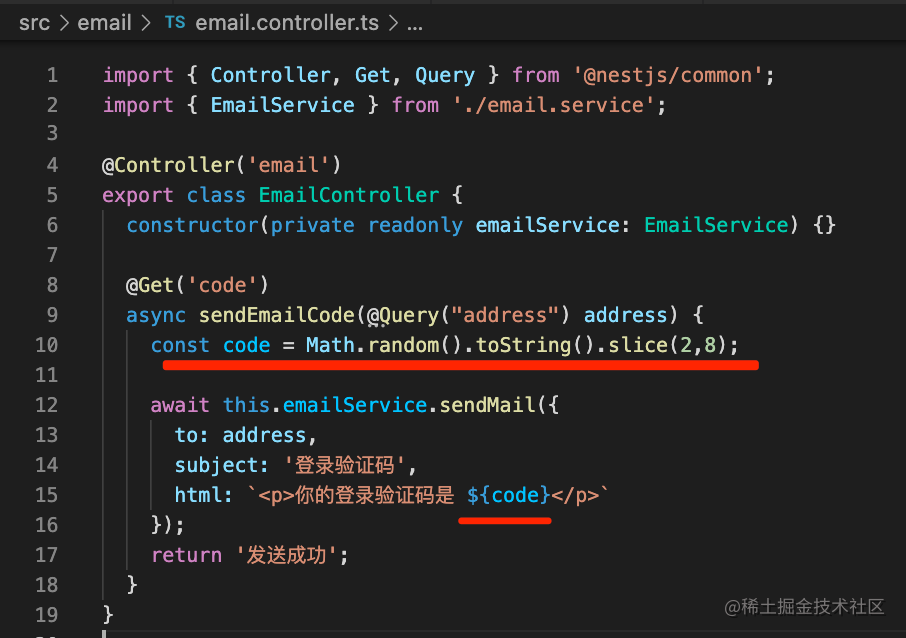 src > email > TS email.controller.ts > ...
1 import { Controller, Get, Query } from '@nestjs/common';
2 import { EmailService } from './email.service';
3
4 @Controller('email')
5 export class EmailController {
6 constructor(private readonly emailService: EmailService) {}
7
8 @Get('code')
9 async sendEmailCode(@Query("address") address) {
10 const code = Math.random().toString().slice(2,8);
11
12 await this.emailService.sendMail({
13 to: address,
14 subject: '登录验证码',
15 html: `<p>你的登录验证码是 ${code}</p>`
16 });
17 return '发送成功';
18 }
19 }
@稀土掘金技术社区